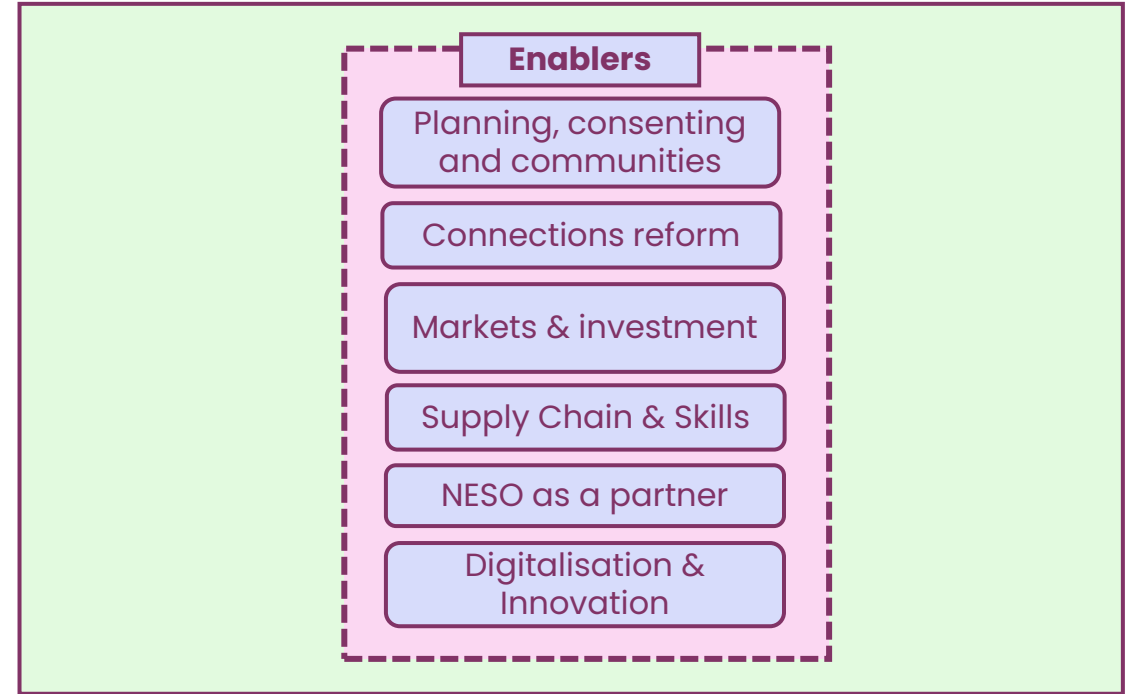 Enablers
Planning, consenting
and communities
Connections reform
Markets & investment
Supply Chain & Skills
NESO as a partner
Digitalisation &
Innovation